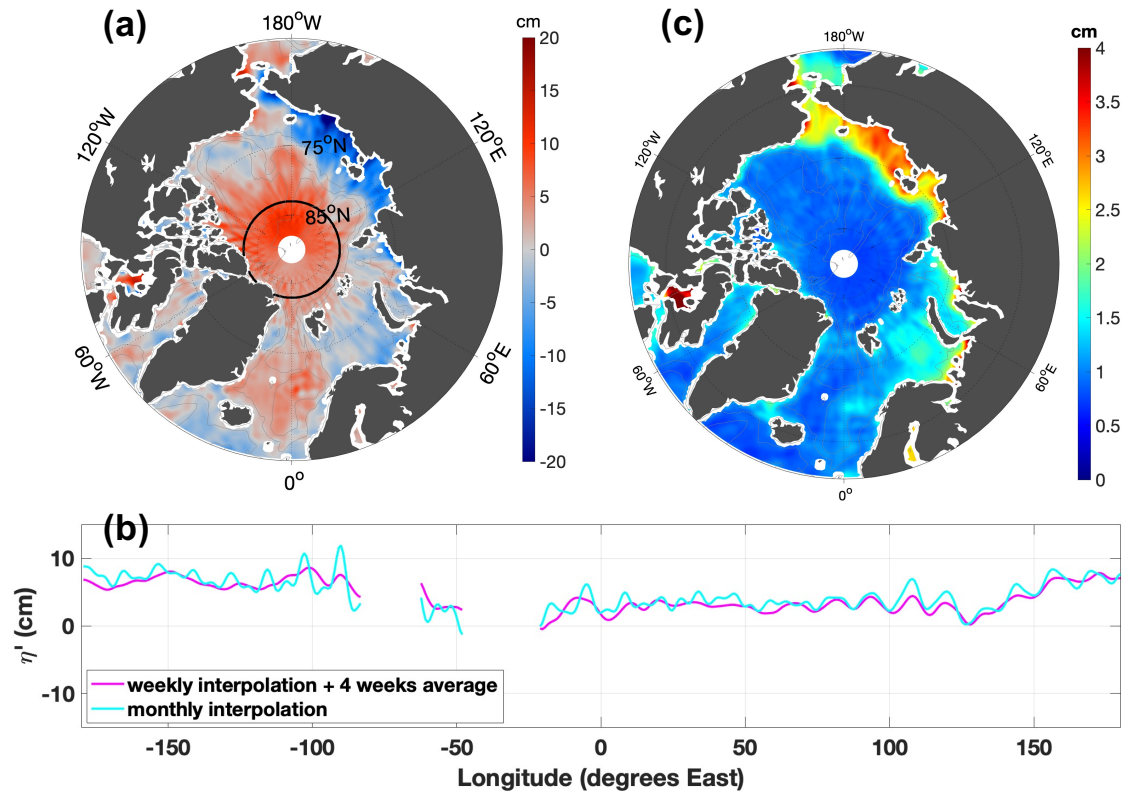 (a)
180°W
cm
120°W
120°E
75°N
85°N
60°W
60°E
0°
20
15
10
5
0
-5
-10
-15
-20
(c)
180°W
cm
120°W
120°E
60°W
60°E
0°
4
3.5
3
2.5
2
1.5
1
0.5
0
(b)
η' (cm)
10
0
-10
weekly interpolation + 4 weeks average
monthly interpolation
-150 -100 -50 0 50 100 150
Longitude (degrees East)